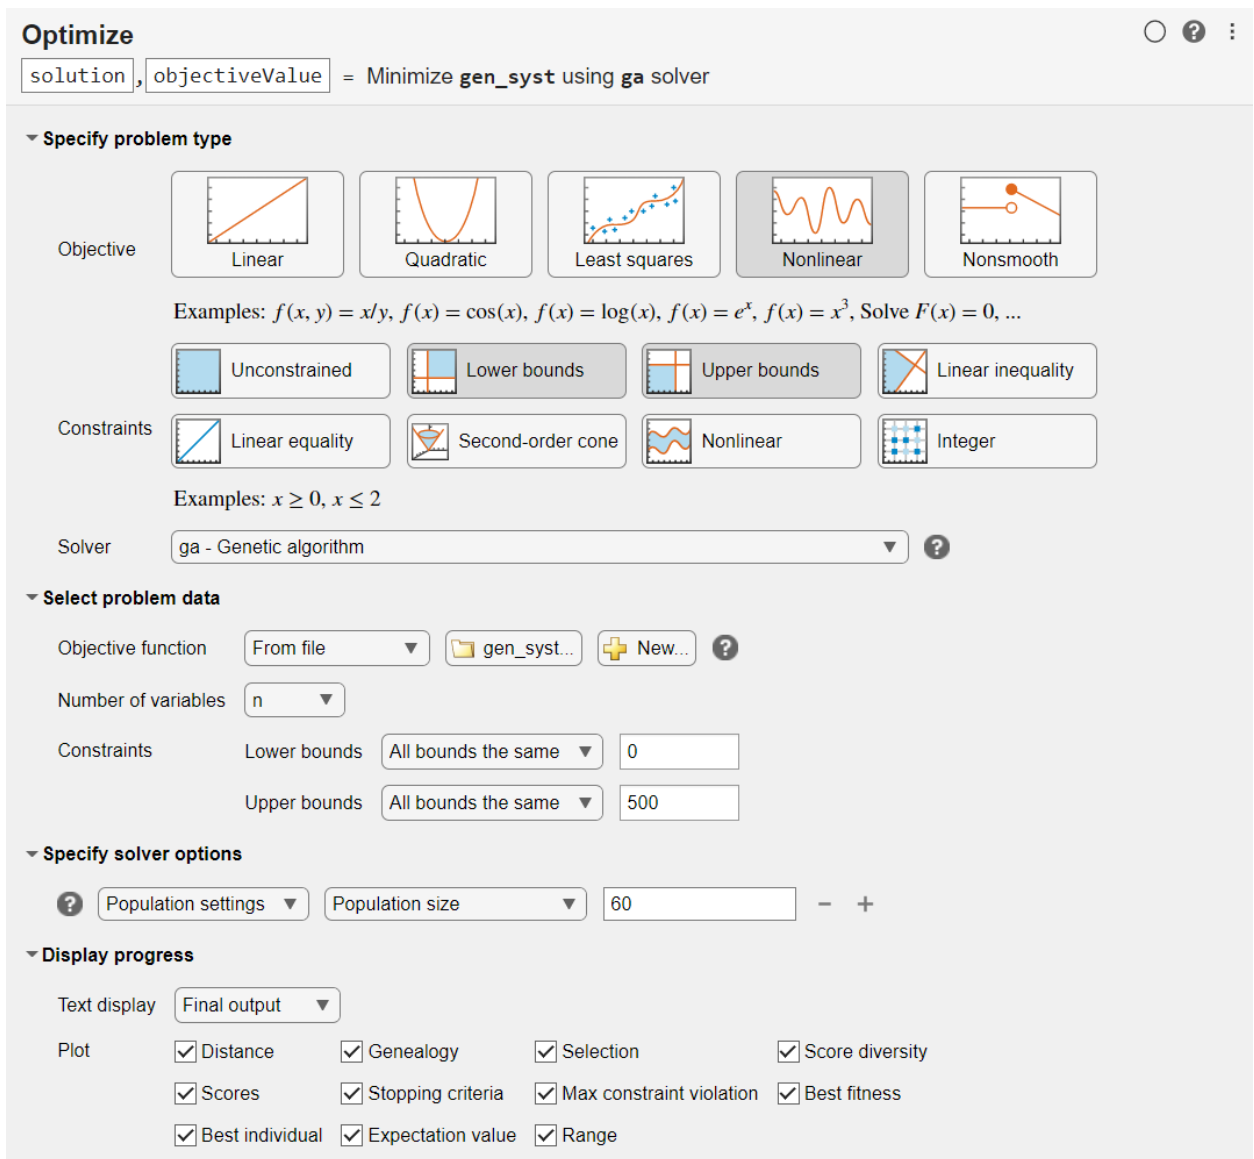 Optimize
solution , objectiveValue = Minimize gen_syst using ga solver
Specify problem type
Objective
Linear
Quadratic
Least squares
Nonlinear
Nonsmooth
Examples: f(x, y) = x/y, f(x) = cos(x), f(x) = log(x), f(x) = e^x, f(x) = x^3, Solve F(x) = 0, ...
Constraints
Unconstrained
Lower bounds
Upper bounds
Linear inequality
Linear equality
Second-order cone
Nonlinear
Integer
Examples: x ≥ 0, x ≤ 2
Solver ga - Genetic algorithm
Select problem data
Objective function From file gen_syst... New...
Number of variables n
Constraints Lower bounds All bounds the same 0
Upper bounds All bounds the same 500
Specify solver options
Population settings Population size 60
Display progress
Text display Final output
Plot Distance Genealogy Selection Score diversity
Scores Stopping criteria Max constraint violation Best fitness
Best individual Expectation value Range